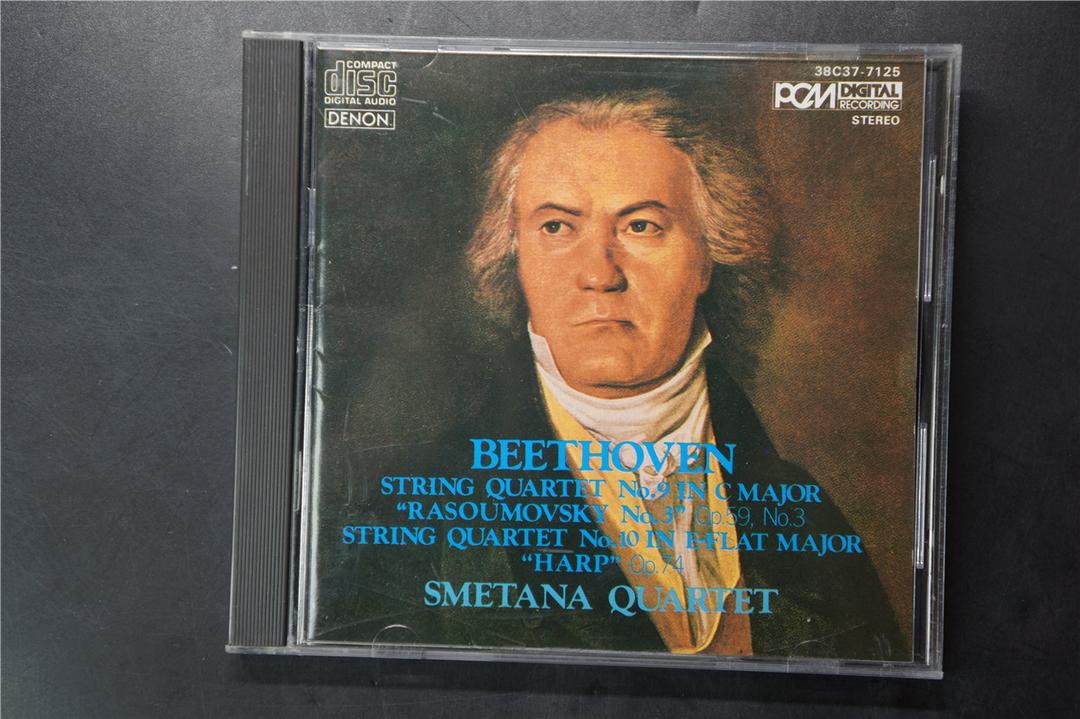 COMPACT
disc
DIGITAL AUDIO
DENON
38C37-7125
PCM DIGITAL
RECORDING
STEREO
BEETHOVEN
STRING QUARTET No.9 IN C MAJOR
“RASOUMOVSKY No.3” Op.59, No.3
STRING QUARTET No.10 IN E-FLAT MAJOR
“HARP” Op.74
SMETANA QUARTET